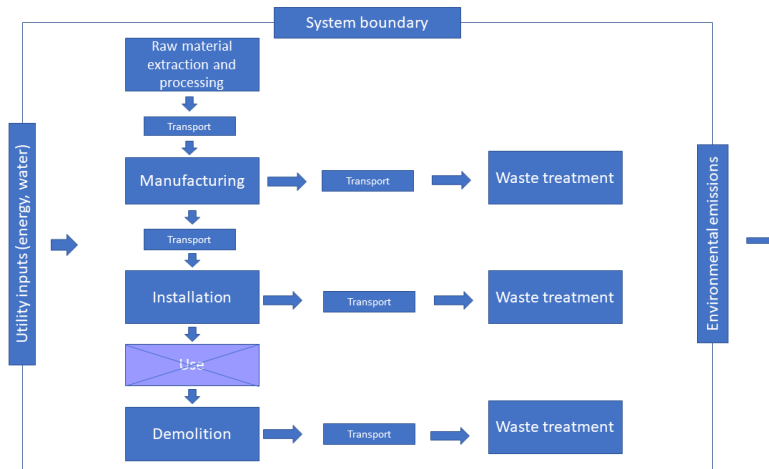 System boundary
Raw material
extraction and
processing
Transport
Utility inputs (energy, water)
Manufacturing
Transport
Waste treatment
Environmental emissions
Transport
Installation
Transport
Waste treatment
Use
Demolition
Transport
Waste treatment